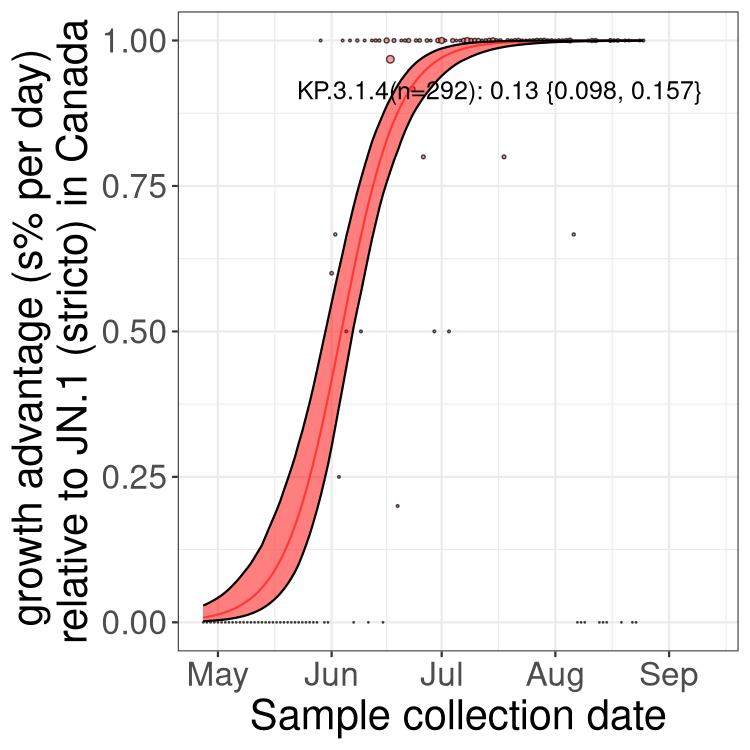 growth advantage (s% per day)
relative to JN.1 (stricto) in Canada
1.00
0.75
0.50
0.25
0.00
KP.3.1.4(n=292): 0.13 {0.098, 0.157}
May Jun Jul Aug Sep
Sample collection date